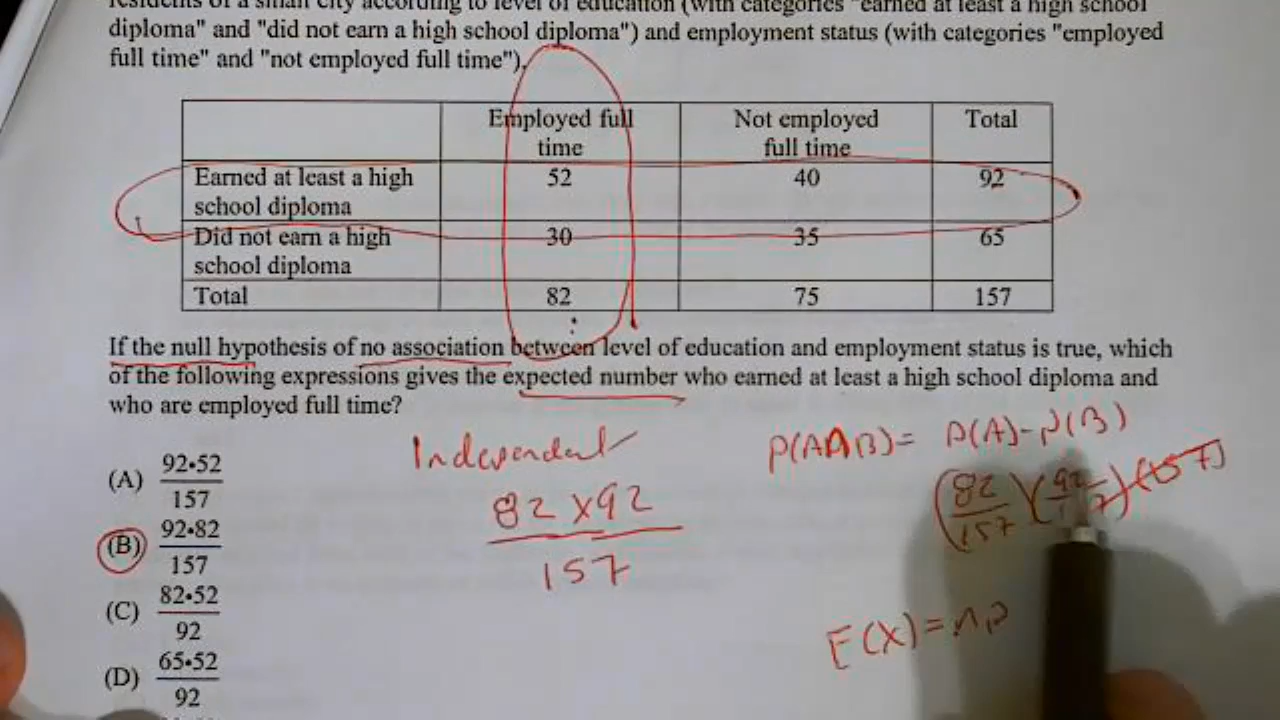 residents of a small city according to level of education (with categories "earned at least a high school
diploma" and "did not earn a high school diploma") and employment status (with categories "employed
full time" and "not employed full time").
Employed full time Not employed full time Total
Earned at least a high school diploma 52 40 92
Did not earn a high school diploma 30 35 65
Total 82 75 157
If the null hypothesis of no association between level of education and employment status is true, which
of the following expressions gives the expected number who earned at least a high school diploma and
who are employed full time?
(A) 92•52
157
(B) 92•82
157
(C) 82•52
92
(D) 65•52
92
Independent
82 x 92
157
P(A∩B) = P(A) - P(B)
(82/157)(92/ 7)(157)
E(X) = np